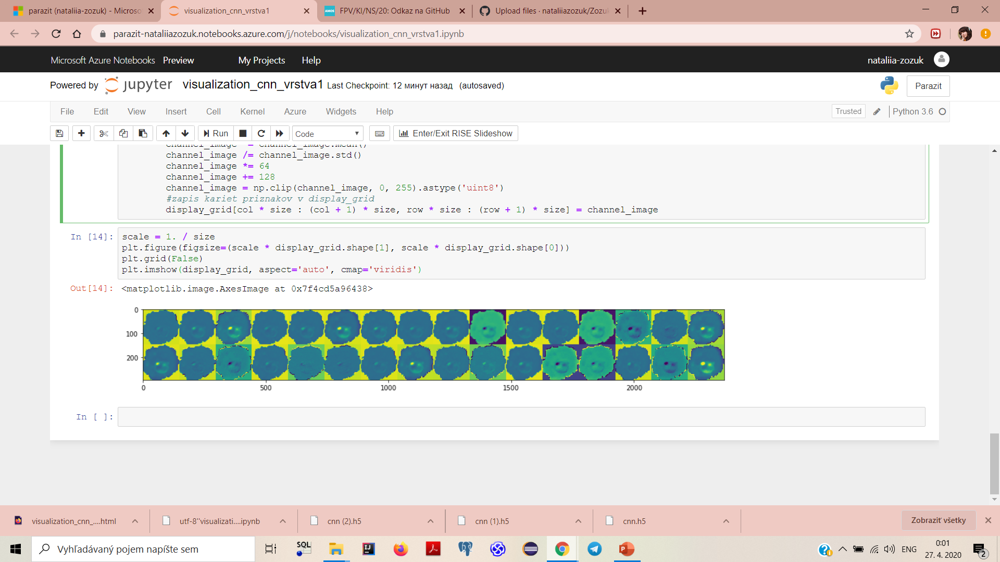 parazit (nataliia-zozuk) - Microso
visualization_cnn_vrstva1
FPV/KI/NS/20: Odkaz na GitHub
Upload files · nataliiazozuk/Zozuk
parazit-nataliiazozuk.notebooks.azure.com/j/notebooks/visualization_cnn_vrstva1.ipynb
Microsoft Azure Notebooks Preview My Projects Help nataliia-zozuk
Powered by jupyter visualization_cnn_vrstva1 Last Checkpoint: 12 минут назад (autosaved) Parazit
File Edit View Insert Cell Kernel Azure Widgets Help Trusted Python 3.6
Run Code Enter/Exit RISE Slideshow
channel_image -= channel_image.mean()
channel_image /= channel_image.std()
channel_image *= 64
channel_image += 128
channel_image = np.clip(channel_image, 0, 255).astype('uint8')
#zapis kariet priznakov v display_grid
display_grid[col * size : (col + 1) * size, row * size : (row + 1) * size] = channel_image
In [14]: scale = 1. / size
plt.figure(figsize=(scale * display_grid.shape[1], scale * display_grid.shape[0]))
plt.grid(False)
plt.imshow(display_grid, aspect='auto', cmap='viridis')
Out[14]: <matplotlib.image.AxesImage at 0x7f4cd5a96438>
0
100
200
0 500 1000 1500 2000
In [ ]:
visualization_cnn_....html
utf-8''visualizati....ipynb
cnn (2).h5
cnn (1).h5
cnn.h5
Zobraziť všetky
Vyhľadávaný pojem napíšte sem
SQL
IJ
P
ENG
0:01
27. 4. 2020
2